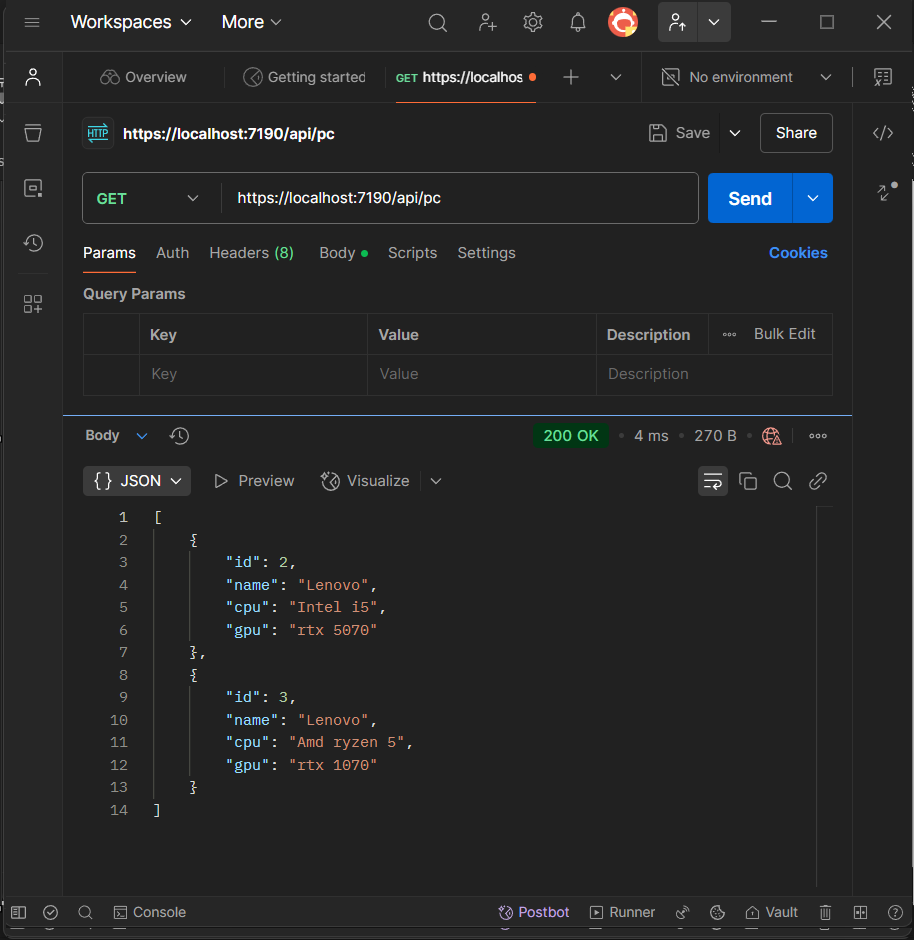 Workspaces More
Overview Getting started GET https://localhos No environment
HTTP https://localhost:7190/api/pc Save Share
GET https://localhost:7190/api/pc Send
Params Auth Headers (8) Body Scripts Settings Cookies
Query Params
Key Value Description Bulk Edit
Key Value Description
Body 200 OK 4 ms 270 B
{} JSON Preview Visualize
1 [
2 {
3 "id": 2,
4 "name": "Lenovo",
5 "cpu": "Intel i5",
6 "gpu": "rtx 5070"
7 },
8 {
9 "id": 3,
10 "name": "Lenovo",
11 "cpu": "Amd ryzen 5",
12 "gpu": "rtx 1070"
13 }
14 ]
Console Postbot Runner Vault